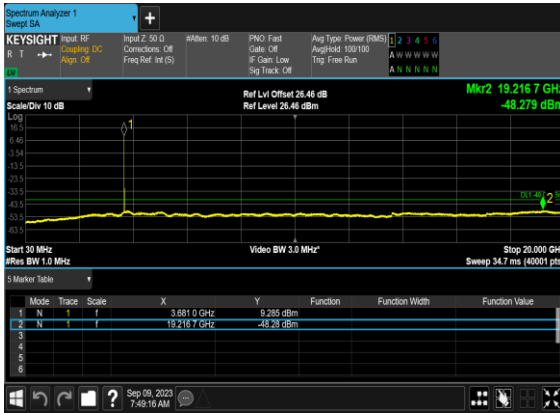 Spectrum Analyzer 1
Swept SA
+
KEYSIGHT Input: RF Input Z: 50 Ω #Atten: 10 dB PNO: Fast Avg Type: Power (RMS) 1 2 3 4 5 6
R T Coupling: DC Corrections: Off Gate: Off Avg|Hold: 100/100 A W W W W W
Align: Off Freq Ref: Int (S) IF Gain: Low Trig: Free Run
Sig Track: Off A N N N N N
1 Spectrum
Scale/Div 10 dB
Ref Lvl Offset 26.46 dB
Ref Level 26.46 dBm
Mkr2 19.216 7 GHz
-48.279 dBm
Log
16.5
6.46
-3.54
-13.5
-23.5
-33.5
-43.5
-53.5
-63.5
1
2
Start 30 MHz Video BW 3.0 MHz* Stop 20.000 GHz
#Res BW 1.0 MHz Sweep 34.7 ms (40001 pts)
5 Marker Table
Mode Trace Scale X Y Function Function Width Function Value
1 N 1 f 3.681 0 GHz 9.285 dBm
2 N 1 f 19.216 7 GHz -48.28 dBm
3
4
5
6
Sep 09, 2023
7:49:16 AM